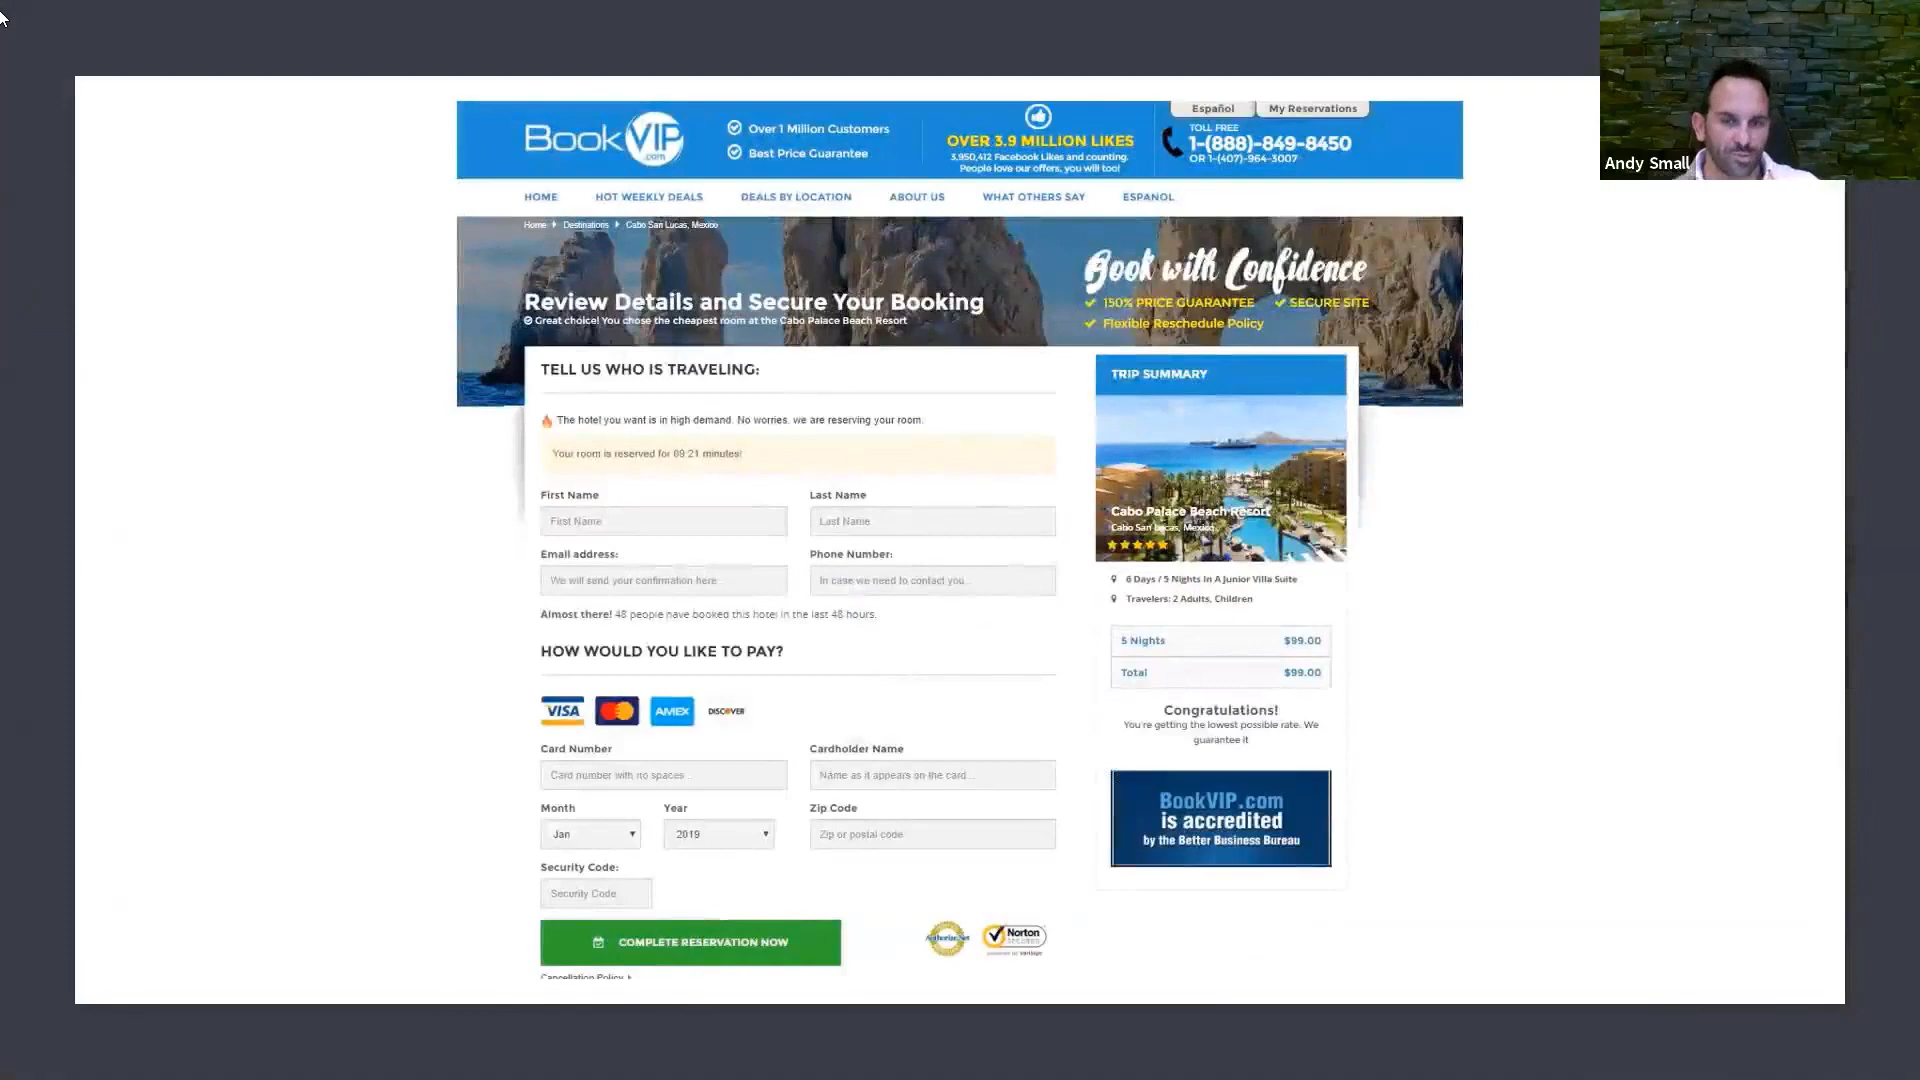 Español
My Reservations
BookVIP.com
Over 1 Million Customers
Best Price Guarantee
OVER 3.9 MILLION LIKES
3,950,412 Facebook Likes and counting.
People love our offers, you will too!
TOLL FREE
1-(888)-849-8450
OR 1-(407)-964-3007
Andy Small
HOME
HOT WEEKLY DEALS
DEALS BY LOCATION
ABOUT US
WHAT OTHERS SAY
ESPANOL
Home
Destinations
Cabo San Lucas, Mexico
Book with Confidence
150% PRICE GUARANTEE
SECURE SITE
Flexible Reschedule Policy
Review Details and Secure Your Booking
Great choice! You chose the cheapest room at the Cabo Palace Beach Resort
TELL US WHO IS TRAVELING:
The hotel you want is in high demand. No worries, we are reserving your room.
Your room is reserved for 09:21 minutes!
First Name
Last Name
First Name
Last Name
Email address:
Phone Number:
We will send your confirmation here...
In case we need to contact you...
Almost there! 48 people have booked this hotel in the last 48 hours.
HOW WOULD YOU LIKE TO PAY?
VISA
AMEX
DISCOVER
Card Number
Cardholder Name
Card number with no spaces...
Name as it appears on the card...
Month
Year
Zip Code
Jan
2019
Zip or postal code
Security Code:
Security Code
COMPLETE RESERVATION NOW
Authorize.Net
Norton
SECURED
powered by VeriSign
Cancellation Policy
TRIP SUMMARY
Cabo Palace Beach Resort
Cabo San Lucas, Mexico
6 Days / 5 Nights In A Junior Villa Suite
Travelers: 2 Adults, Children
5 Nights $99.00
Total $99.00
Congratulations!
You're getting the lowest possible rate. We
guarantee it
BookVIP.com
is accredited
by the Better Business Bureau